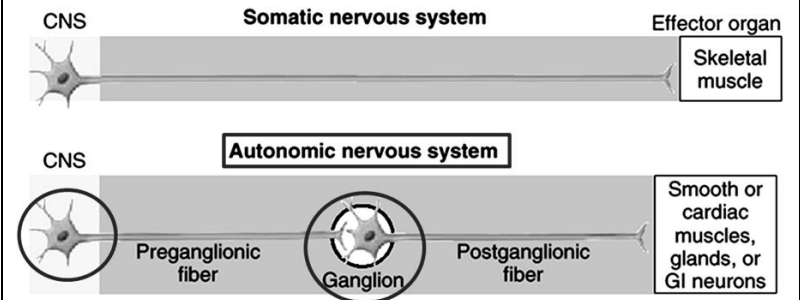 Somatic nervous system
CNS
Effector organ
Skeletal
muscle
Autonomic nervous system
CNS
Preganglionic
fiber
Ganglion
Postganglionic
fiber
Smooth or
cardiac
muscles,
glands, or
GI neurons